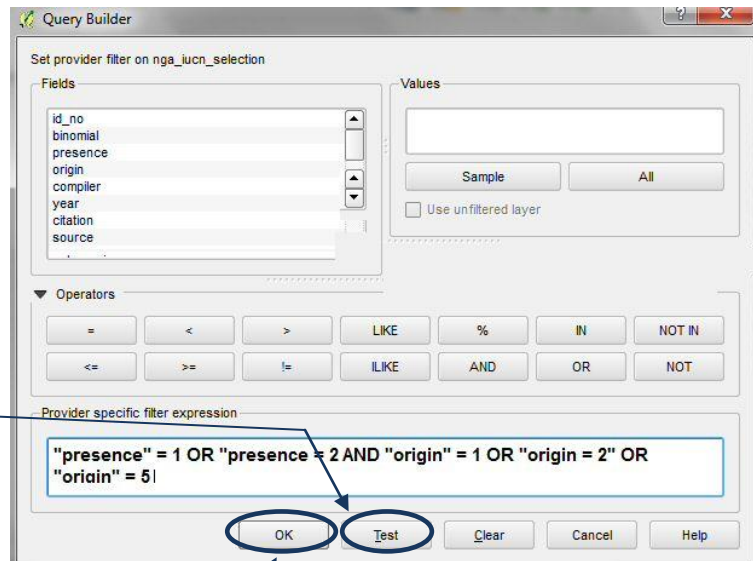 Query Builder
Set provider filter on nga_iucn_selection
Fields
Values
id_no
binomial
presence
origin
compiler
year
citation
source
Sample All
Use unfiltered layer
Operators
= < > LIKE % IN NOT IN
<= >= != ILIKE AND OR NOT
Provider specific filter expression
"presence" = 1 OR "presence = 2 AND "origin" = 1 OR "origin = 2" OR
"origin" = 5
OK Test Clear Cancel Help